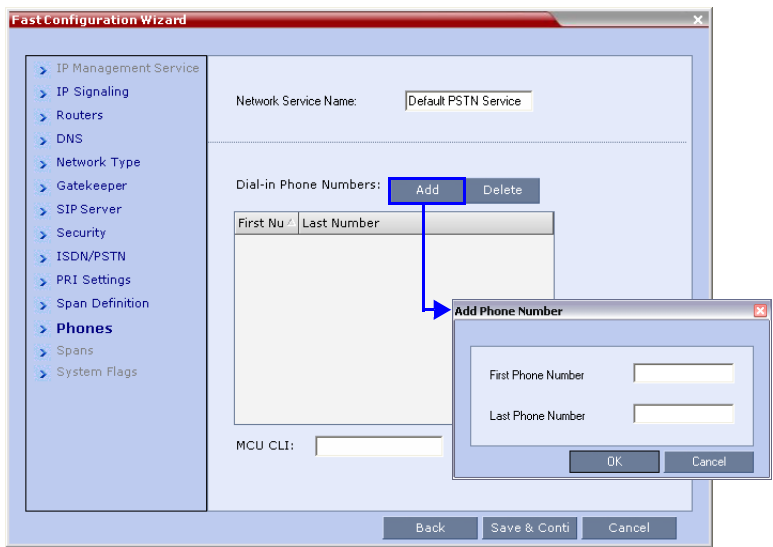 Fast Configuration Wizard
IP Management Service
IP Signaling
Routers
DNS
Network Type
Gatekeeper
SIP Server
Security
ISDN/PSTN
PRI Settings
Span Definition
Phones
Spans
System Flags
Network Service Name: Default PSTN Service
Dial-in Phone Numbers: Add Delete
First Nu Last Number
MCU CLI:
Add Phone Number
First Phone Number
Last Phone Number
OK Cancel
Back Save & Conti Cancel